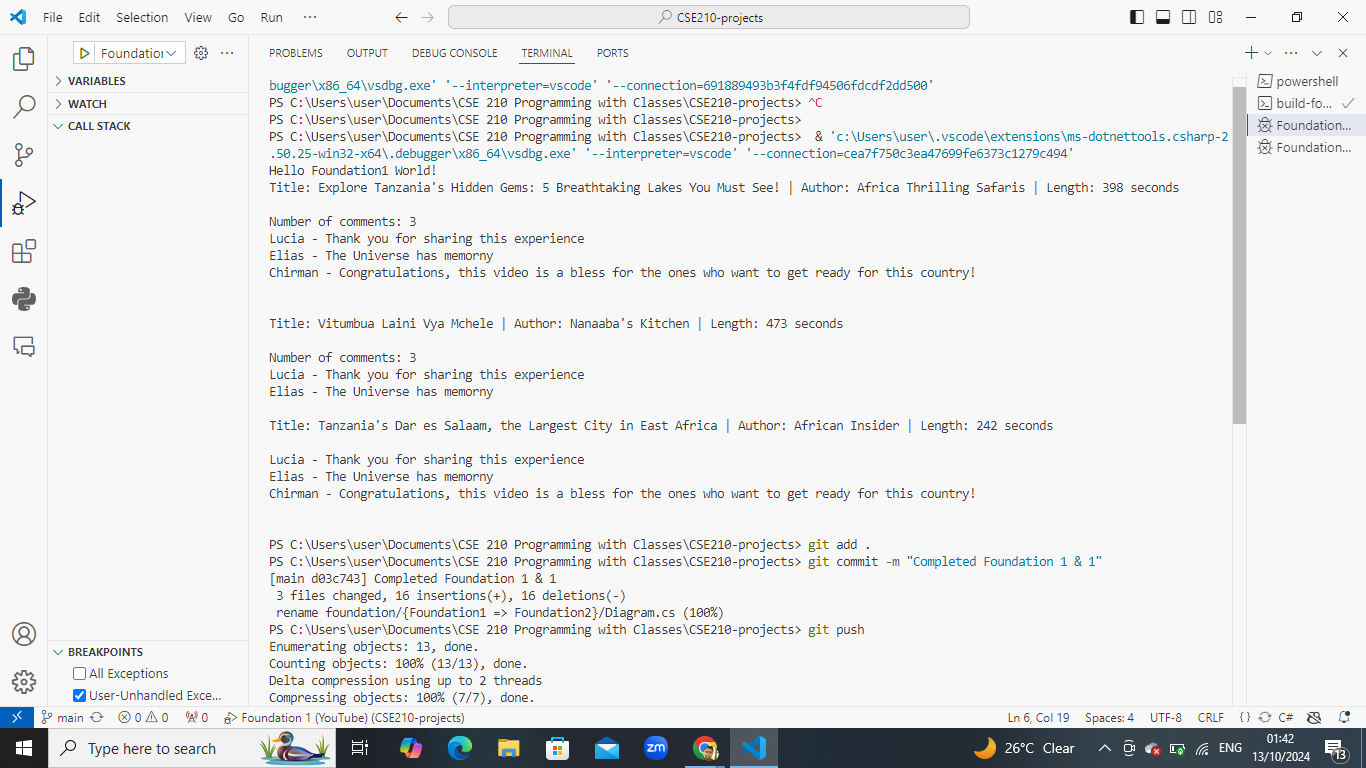 File Edit Selection View Go Run ··· CSE210-projects
Foundation
VARIABLES
WATCH
CALL STACK
BREAKPOINTS
All Exceptions
User-Unhandled Exce...
PROBLEMS OUTPUT DEBUG CONSOLE TERMINAL PORTS
bugger\x86_64\vsdbg.exe' '--interpreter=vscode' '--connection=691889493b3f4fdf94506fdcdf2dd500'
PS C:\Users\user\Documents\CSE 210 Programming with Classes\CSE210-projects> ^C
PS C:\Users\user\Documents\CSE 210 Programming with Classes\CSE210-projects>
PS C:\Users\user\Documents\CSE 210 Programming with Classes\CSE210-projects>  & 'c:\Users\user\.vscode\extensions\ms-dotnettools.csharp-2
.50.25-win32-x64\.debugger\x86_64\vsdbg.exe' '--interpreter=vscode' '--connection=cea7f750c3ea47699fe6373c1279c494'
Hello Foundation1 World!
Title: Explore Tanzania's Hidden Gems: 5 Breathtaking Lakes You Must See! | Author: Africa Thrilling Safaris | Length: 398 seconds
Number of comments: 3
Lucia - Thank you for sharing this experience
Elias - The Universe has memorny
Chirman - Congratulations, this video is a bless for the ones who want to get ready for this country!
Title: Vitumbua Laini Vya Mchele | Author: Nanaaba's Kitchen | Length: 473 seconds
Number of comments: 3
Lucia - Thank you for sharing this experience
Elias - The Universe has memorny
Title: Tanzania's Dar es Salaam, the Largest City in East Africa | Author: African Insider | Length: 242 seconds
Lucia - Thank you for sharing this experience
Elias - The Universe has memorny
Chirman - Congratulations, this video is a bless for the ones who want to get ready for this country!
PS C:\Users\user\Documents\CSE 210 Programming with Classes\CSE210-projects> git add .
PS C:\Users\user\Documents\CSE 210 Programming with Classes\CSE210-projects> git commit -m "Completed Foundation 1 & 1"
[main d03c743] Completed Foundation 1 & 1
 3 files changed, 16 insertions(+), 16 deletions(-)
 rename foundation/{Foundation1 => Foundation2}/Diagram.cs (100%)
PS C:\Users\user\Documents\CSE 210 Programming with Classes\CSE210-projects> git push
Enumerating objects: 13, done.
Counting objects: 100% (13/13), done.
Delta compression using up to 2 threads
Compressing objects: 100% (7/7), done.
powershell
build-fo...
Foundation...
Foundation...
main 0 0 0 Foundation 1 (YouTube) (CSE210-projects) Ln 6, Col 19 Spaces: 4 UTF-8 CRLF {} C#
Type here to search zm 26°C Clear ENG 01:42
13/10/2024 13